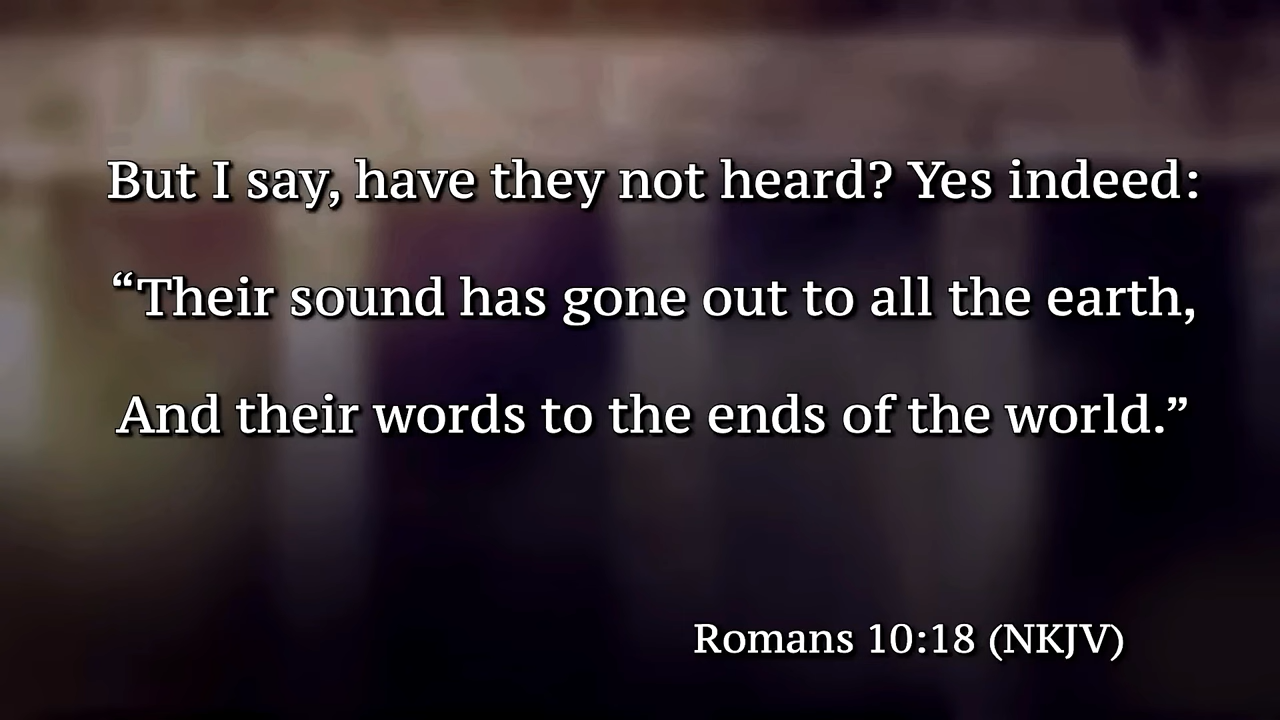 But I say, have they not heard? Yes indeed:
“Their sound has gone out to all the earth,
And their words to the ends of the world.”
Romans 10:18 (NKJV)